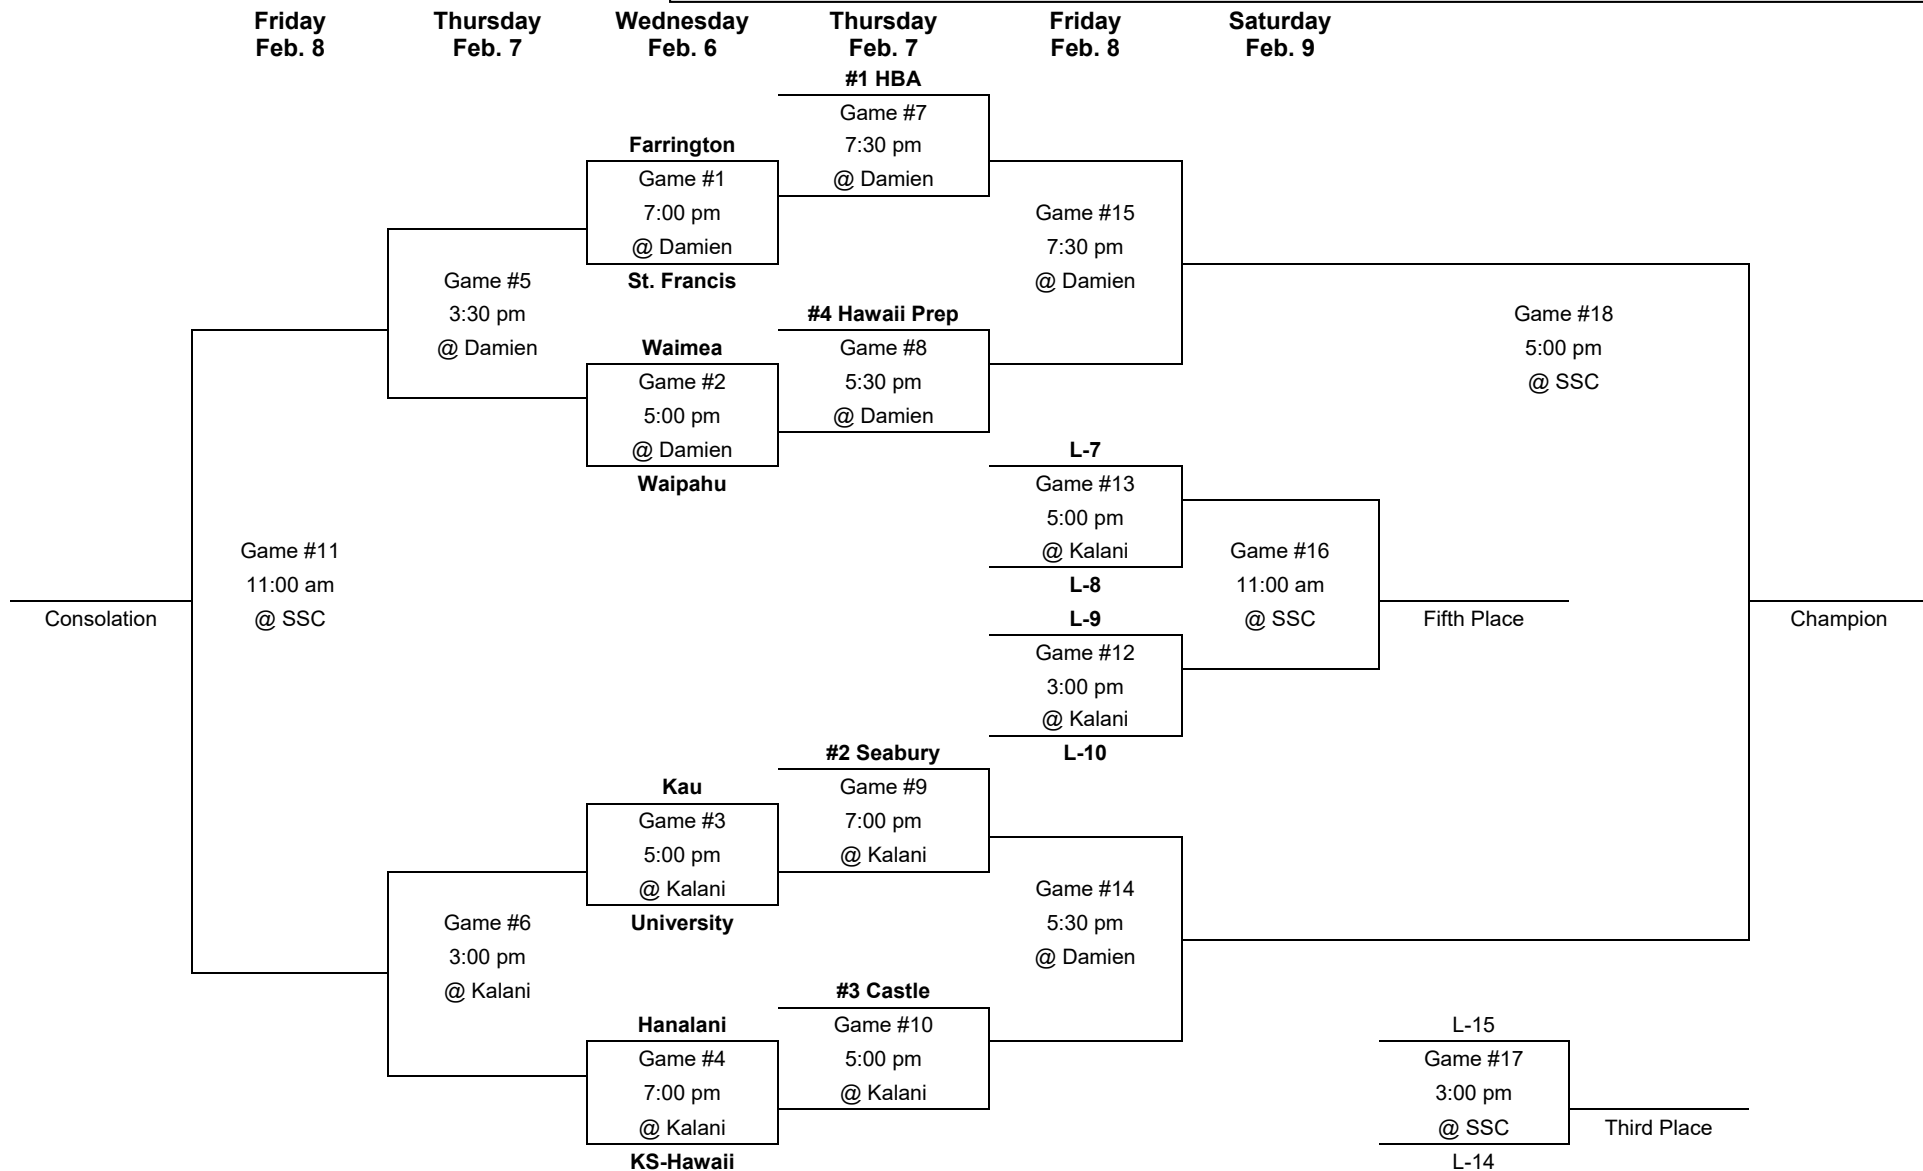 Friday Thursday Wednesday Thursday Friday Saturday
Feb. 8 Feb. 7 Feb. 6 Feb. 7 Feb. 8 Feb. 9
#1 HBA
Game #7
Farrington 7:30 pm
Game #1 @ Damien
7:00 pm Game #15
@ Damien 7:30 pm
Game #5 St. Francis @ Damien
3:30 pm #4 Hawaii Prep Game #18
@ Damien Waimea Game #8 5:00 pm
Game #2 5:30 pm @ SSC
5:00 pm @ Damien
@ Damien L-7
Waipahu Game #13
5:00 pm
Game #11 @ Kalani Game #16
11:00 am L-8 11:00 am
Consolation @ SSC L-9 @ SSC Fifth Place Champion
Game #12
3:00 pm
@ Kalani
#2 Seabury L-10
Kau Game #9
Game #3 7:00 pm
5:00 pm @ Kalani
@ Kalani Game #14
Game #6 University 5:30 pm
3:00 pm @ Damien
@ Kalani #3 Castle
Hanalani Game #10 L-15
Game #4 5:00 pm Game #17
7:00 pm @ Kalani 3:00 pm
@ Kalani @ SSC Third Place
KS-Hawaii L-14